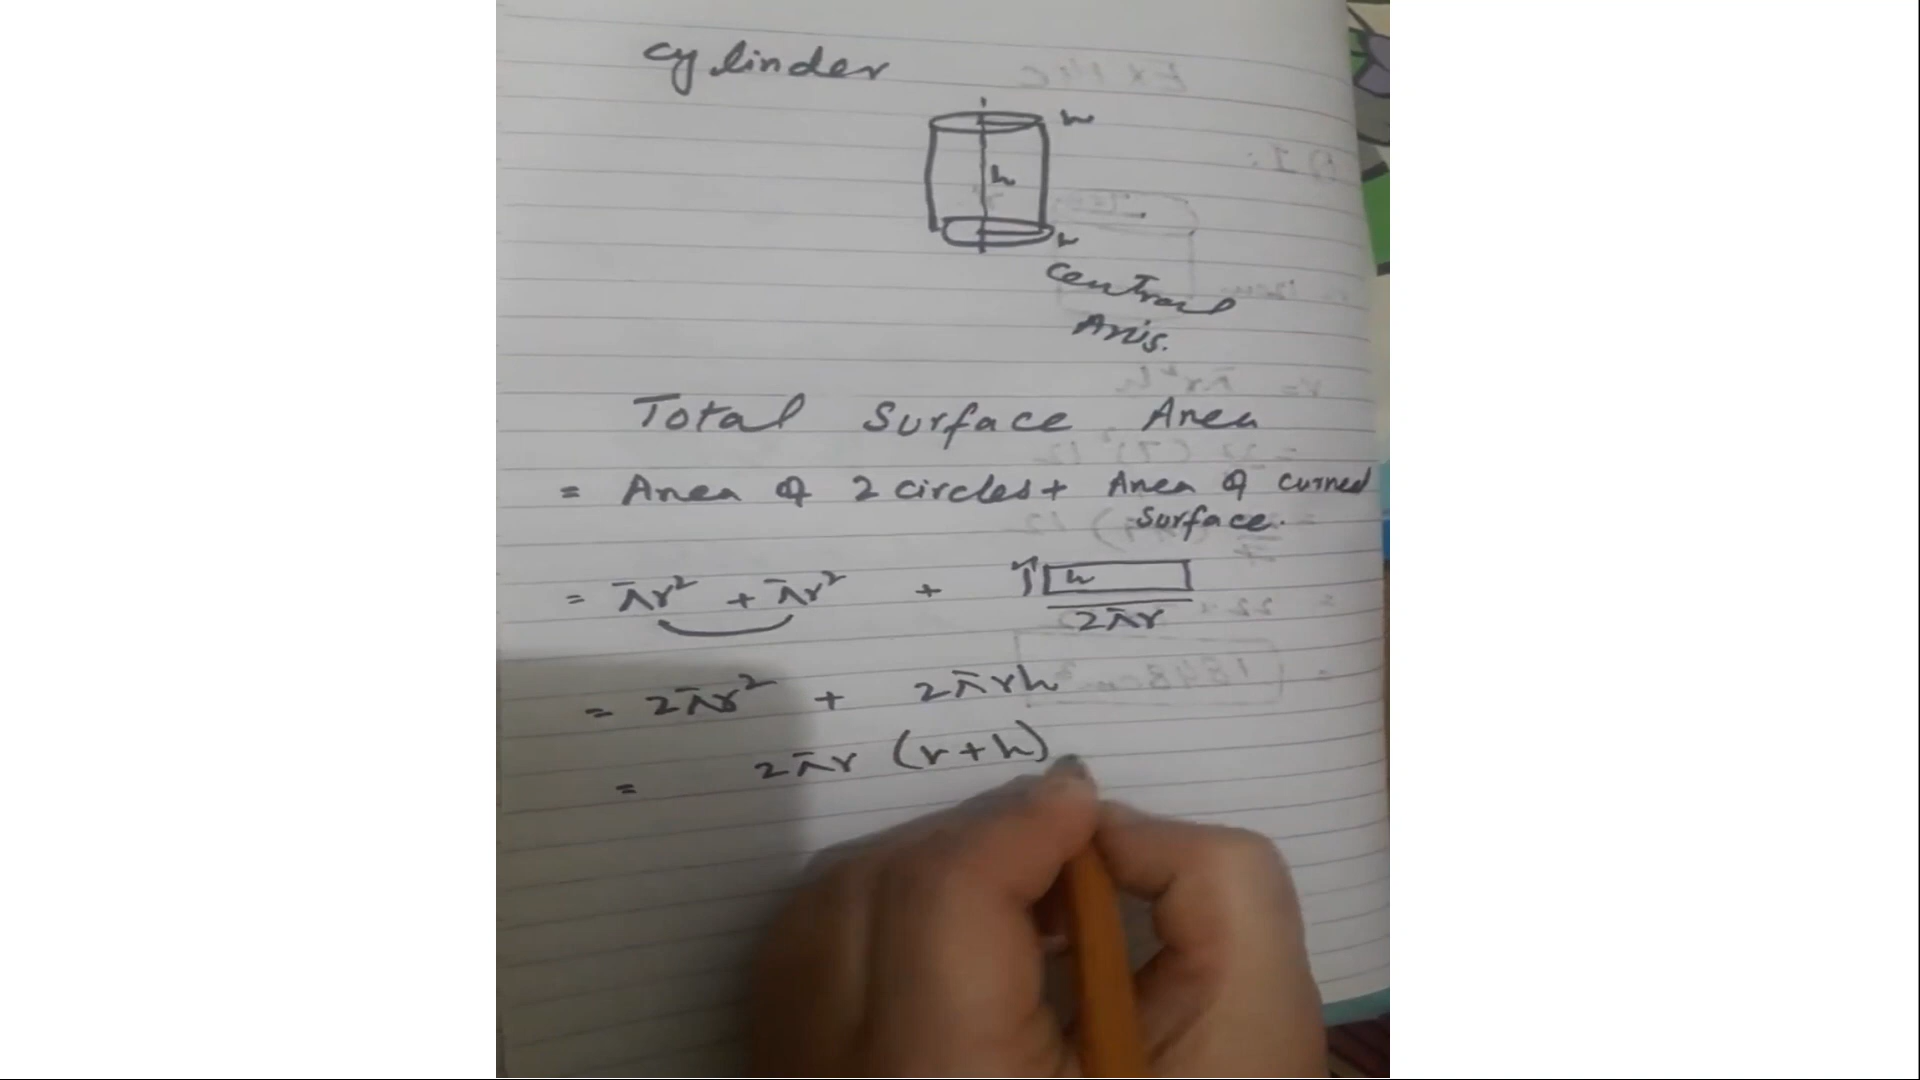 cylinder
r
h
r
Central
Axis.
Total Surface Area
= Area of 2 circles + Area of curved
surface.
= πr² + πr² + h
2πr
= 2πr² + 2πrh
= 2πr (r+h)